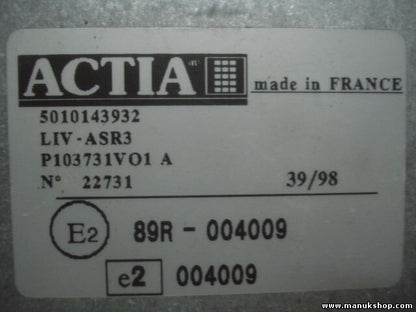 ACTIA made in FRANCE
5010143932
LIV-ASR3
P103731VO1 A
N° 22731 39/98
E2 89R - 004009
e2 004009
www.manukshop.com